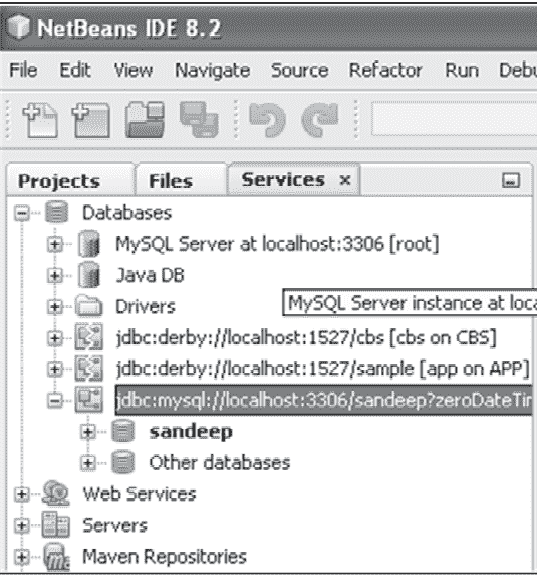 NetBeans IDE 8.2
File Edit View Navigate Source Refactor Run Debu
Projects Files Services x
Databases
MySQL Server at localhost:3306 [root]
Java DB
Drivers
MySQL Server instance at loca
jdbc:derby://localhost:1527/cbs [cbs on CBS]
jdbc:derby://localhost:1527/sample [app on APP]
jdbc:mysql://localhost:3306/sandeep?zeroDateTir
sandeep
Other databases
Web Services
Servers
Maven Repositories